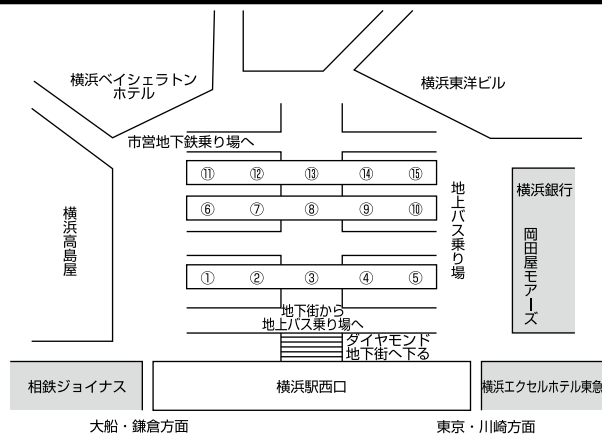 横浜ベイシェラトン
ホテル
横浜東洋ビル
市営地下鉄乗り場へ
⑪ ⑫ ⑬ ⑭ ⑮
⑥ ⑦ ⑧ ⑨ ⑩
① ② ③ ④ ⑤
横浜高島屋
地上バス乗り場
横浜銀行
岡田屋モアーズ
地下街から
地上バス乗り場へ
ダイヤモンド
地下街へ下る
相鉄ジョイナス
横浜駅西口
横浜エクセルホテル東急
大船・鎌倉方面
東京・川崎方面